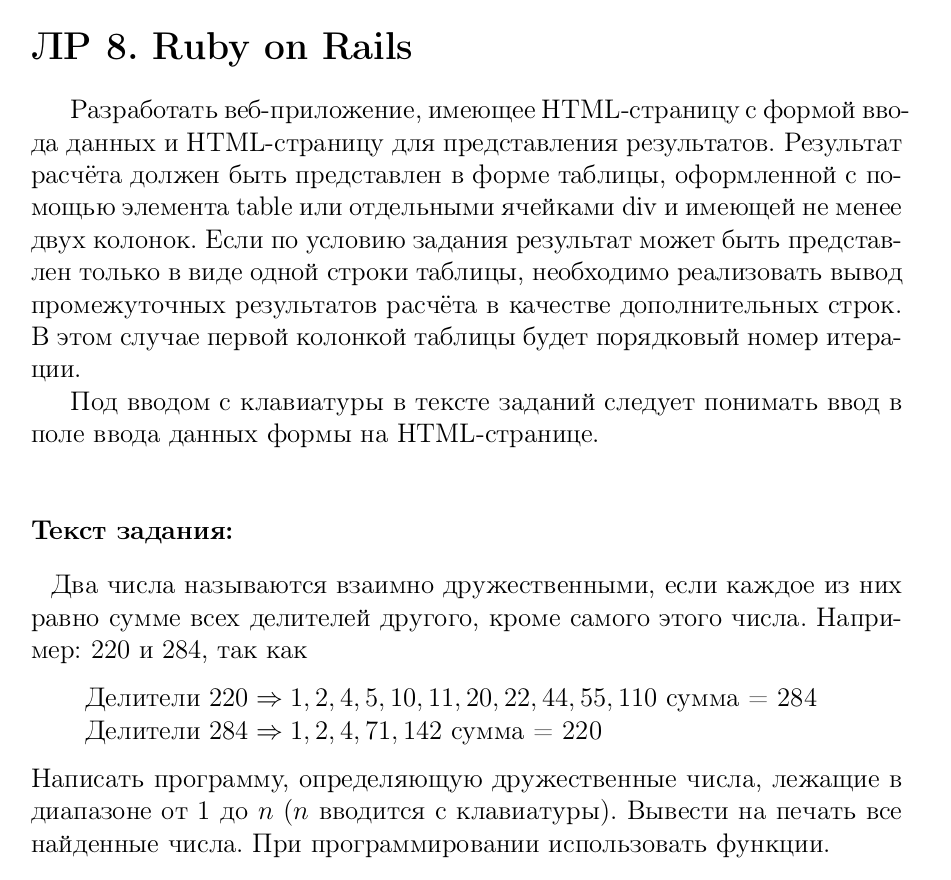 ЛР 8. Ruby on Rails
Разработать веб-приложение, имеющее HTML-страницу с формой вво-
да данных и HTML-страницу для представления результатов. Результат
расчёта должен быть представлен в форме таблицы, оформленной с по-
мощью элемента table или отдельными ячейками div и имеющей не менее
двух колонок. Если по условию задания результат может быть представ-
лен только в виде одной строки таблицы, необходимо реализовать вывод
промежуточных результатов расчёта в качестве дополнительных строк.
В этом случае первой колонкой таблицы будет порядковый номер итера-
ции.
Под вводом с клавиатуры в тексте заданий следует понимать ввод в
поле ввода данных формы на HTML-странице.
Текст задания:
Два числа называются взаимно дружественными, если каждое из них
равно сумме всех делителей другого, кроме самого этого числа. Напри-
мер: 220 и 284, так как
Делители 220 ⇒ 1, 2, 4, 5, 10, 11, 20, 22, 44, 55, 110 сумма = 284
Делители 284 ⇒ 1, 2, 4, 71, 142 сумма = 220
Написать программу, определяющую дружественные числа, лежащие в
диапазоне от 1 до n (n вводится с клавиатуры). Вывести на печать все
найденные числа. При программировании использовать функции.